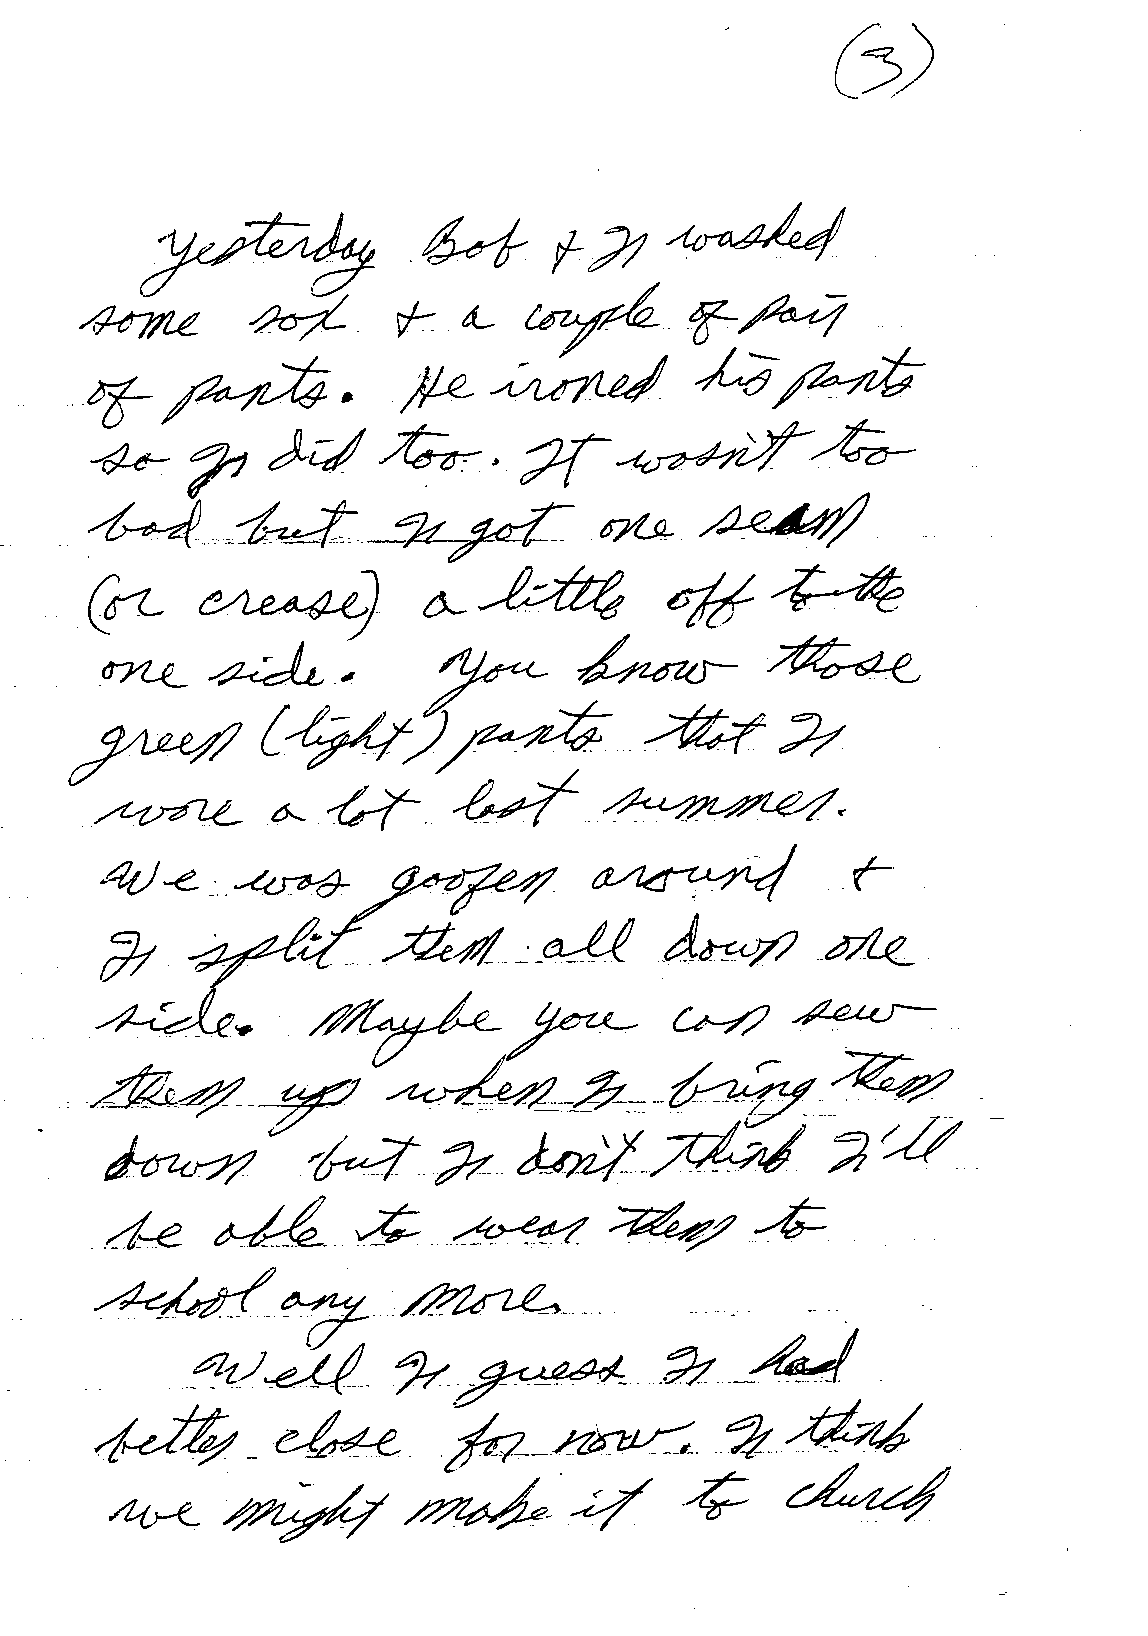 (3)
Yesterday Bob + I washed
some sox + a couple of pair
of pants. He ironed his pants
so I did too. It wasn't too
bad but I got one seam
(or crease) a little off to the
one side. You know those
green (light) pants that I
wore a lot last summer.
We was goofen around +
I split them all down one
side. Maybe you can sew
them up when I bring them
down but I don't think I'll
be able to wear them to
school any more.
Well I guess I had
better close for now. I think
we might make it to church